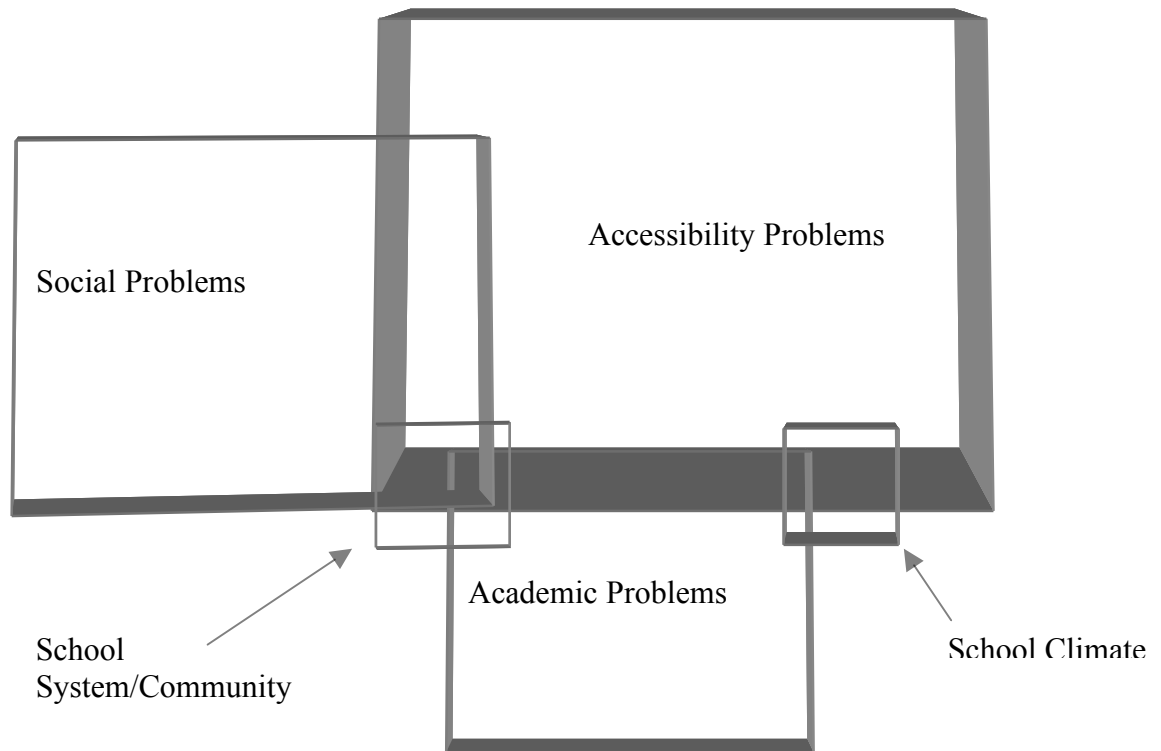 Accessibility Problems
Social Problems
Academic Problems
School
System/Community
School Climate